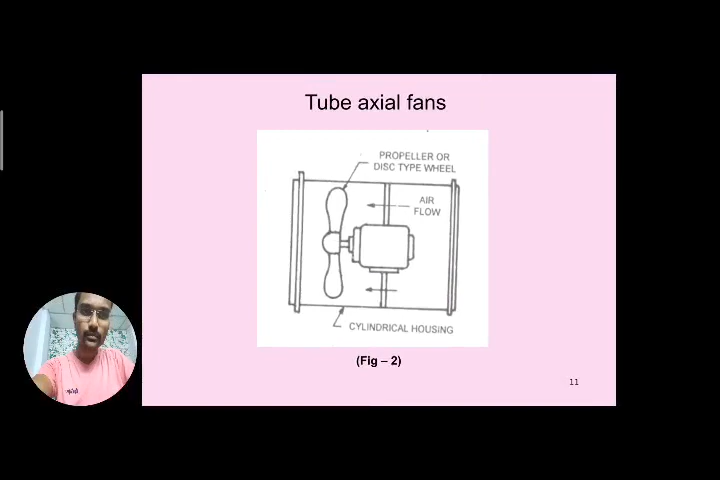 Tube axial fans
PROPELLER OR
DISC TYPE WHEEL
AIR
FLOW
CYLINDRICAL HOUSING
(Fig – 2)
11